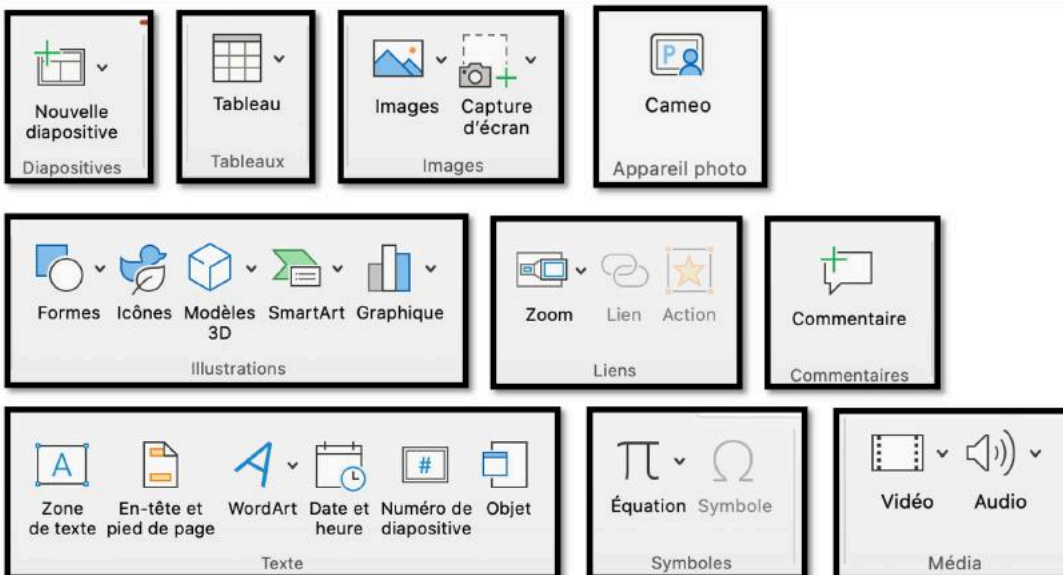 Nouvelle
diapositive
Diapositives
Tableau
Tableaux
Images
Capture
d'écran
Images
P
Cameo
Appareil photo
Formes
Icônes
Modèles
3D
SmartArt
Graphique
Illustrations
Zoom
Lien
Action
Liens
Commentaire
Commentaires
A
Zone
de texte
En-tête et
pied de page
A
WordArt
Date et
heure
#
Numéro de
diapositive
Objet
Texte
π
Équation
Ω
Symbole
Symboles
Vidéo
Audio
Média